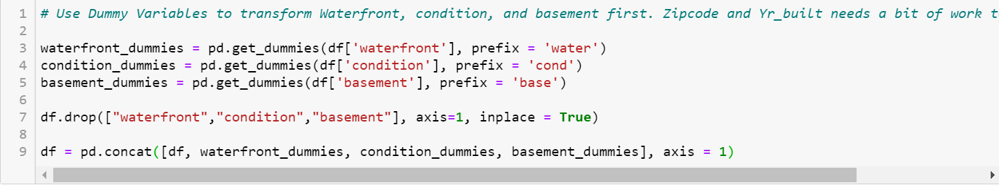 1 # Use Dummy Variables to transform Waterfront, condition, and basement first. Zipcode and Yr_built needs a bit of work
2
3 waterfront_dummies = pd.get_dummies(df['waterfront'], prefix = 'water')
4 condition_dummies = pd.get_dummies(df['condition'], prefix = 'cond')
5 basement_dummies = pd.get_dummies(df['basement'], prefix = 'base')
6
7 df.drop(["waterfront","condition","basement"], axis=1, inplace = True)
8
9 df = pd.concat([df, waterfront_dummies, condition_dummies, basement_dummies], axis = 1)